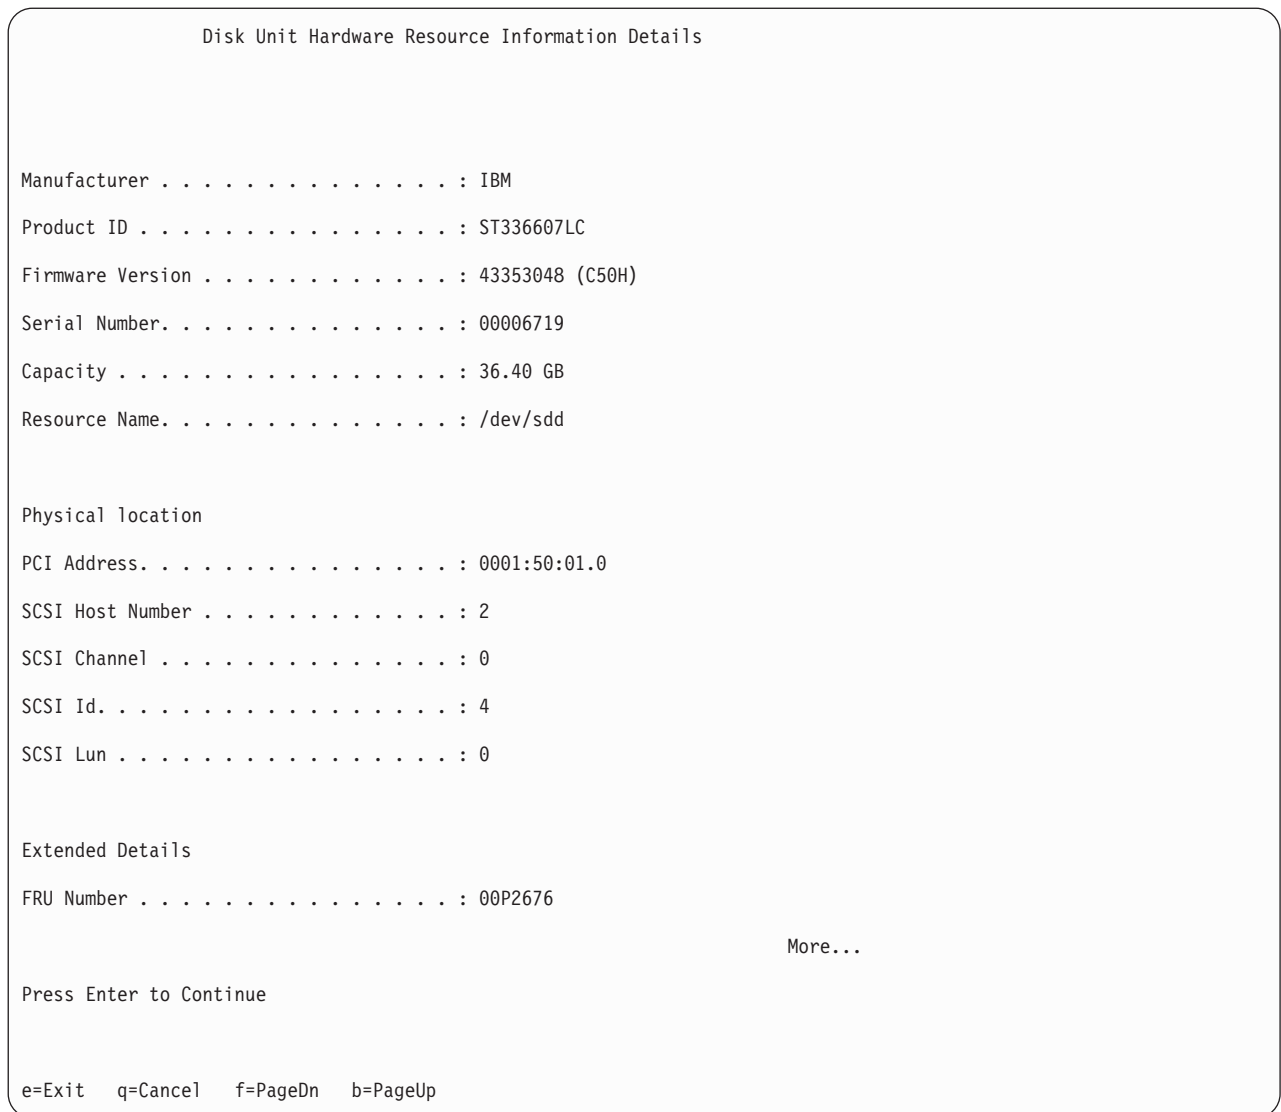 Disk Unit Hardware Resource Information Details
Manufacturer . . . . . . . . . . . . . . : IBM
Product ID . . . . . . . . . . . . . . . : ST336607LC
Firmware Version . . . . . . . . . . . . : 43353048 (C50H)
Serial Number. . . . . . . . . . . . . . : 00006719
Capacity . . . . . . . . . . . . . . . . : 36.40 GB
Resource Name. . . . . . . . . . . . . . : /dev/sdd
Physical location
PCI Address. . . . . . . . . . . . . . . : 0001:50:01.0
SCSI Host Number . . . . . . . . . . . . : 2
SCSI Channel . . . . . . . . . . . . . . : 0
SCSI Id. . . . . . . . . . . . . . . . . : 4
SCSI Lun . . . . . . . . . . . . . . . . : 0
Extended Details
FRU Number . . . . . . . . . . . . . . . : 00P2676
More...
Press Enter to Continue
e=Exit   q=Cancel   f=PageDn   b=PageUp